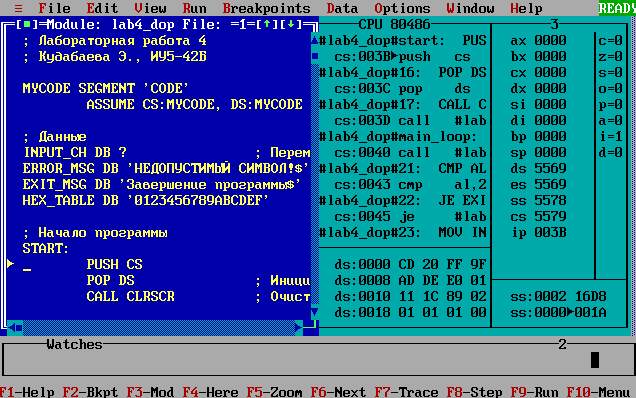 ≡ File Edit View Run Breakpoints Data Options Window Help READY
[■]=Module: lab4_dop File: =1=[↑][↓]
; Лабораторная работа 4
; Кудабаева Э., ИУ5-42В
MYCODE SEGMENT 'CODE'
ASSUME CS:MYCODE, DS:MYCODE
; Данные
INPUT_CH DB ? ; Перем
ERROR_MSG DB 'НЕДОПУСТИМЫЙ СИМВОЛ!$'
EXIT_MSG DB 'Завершение программы$'
HEX_TABLE DB '0123456789ABCDEF'
; Начало программы
START:
PUSH CS
POP DS ; Иници
CALL CLRSCR ; Очист
CPU 80486 3
#lab4_dop#start: PUS
cs:003B►push cs
#lab4_dop#16: POP DS
cs:003C pop ds
#lab4_dop#17: CALL C
cs:003D call #lab
#lab4_dop#main_loop:
cs:0040 call #lab
#lab4_dop#21: CMP AL
cs:0043 cmp al,2
#lab4_dop#22: JE EXI
cs:0045 je #lab
#lab4_dop#23: MOV IN
ax 0000 c=0
bx 0000 z=0
cx 0000 s=0
dx 0000 o=0
si 0000 p=0
di 0000 a=0
bp 0000 i=1
sp 0000 d=0
ds 5569
es 5569
ss 5578
cs 5579
ip 003B
ds:0000 CD 20 FF 9F
ds:0008 AD DE E0 01
ds:0010 11 1C 89 02
ds:0018 01 01 01 00
ss:0002 16D8
ss:0000►001A
Watches 2
F1-Help F2-Bkpt F3-Mod F4-Here F5-Zoom F6-Next F7-Trace F8-Step F9-Run F10-Menu